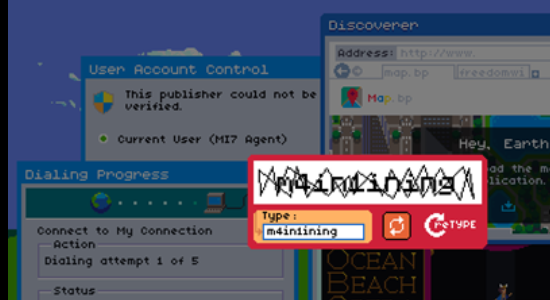 Discoverer
Address: http://www.
map.bp
freedomwi
User Account Control
This publisher could not be
verified.
Map.bp
Current User (MI7 Agent)
Hey, Earth
ad the m
lication.
Dialing Progress
m4in1ining
Type:
m4in1ining
reTYPE
Connect to My Connection
Action
Dialing attempt 1 of 5
Status
OCEAN
BEACH